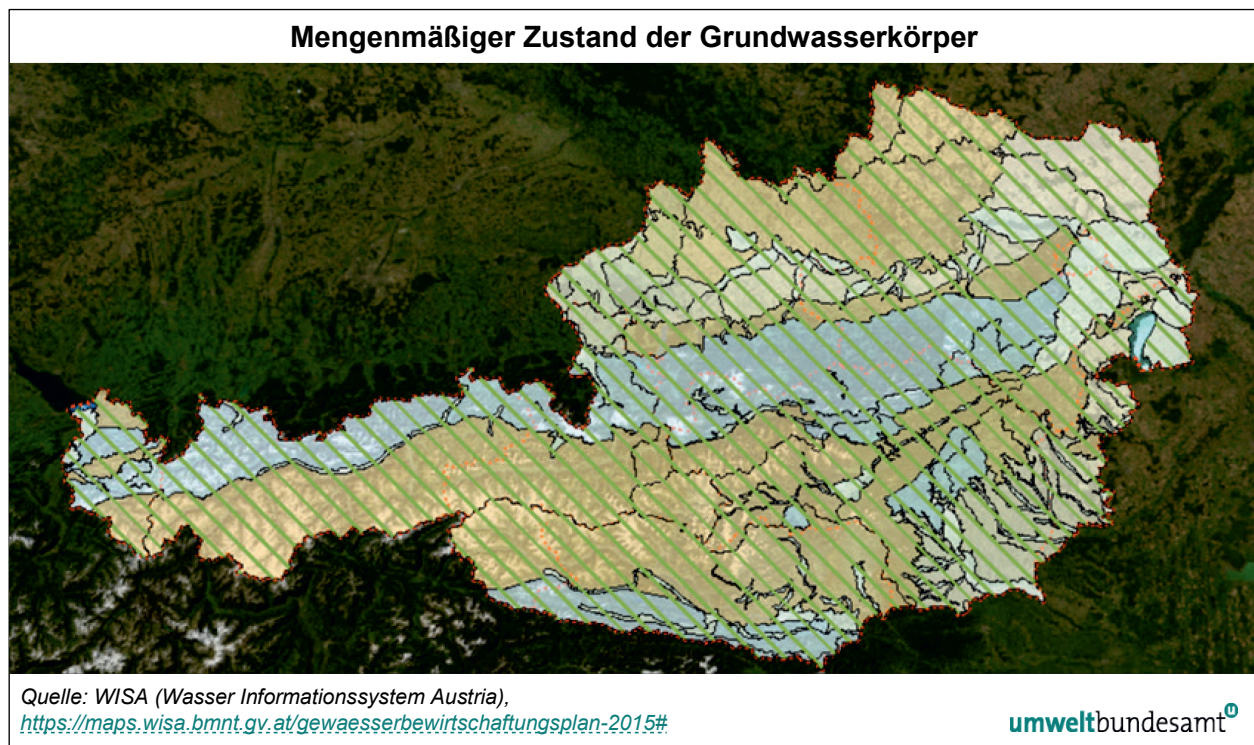 Mengenmäßiger Zustand der Grundwasserkörper
Quelle: WISA (Wasser Informationssystem Austria),
https://maps.wisa.bmnt.gv.at/gewaesserbewirtschaftungsplan-2015#
umweltbundesamt U